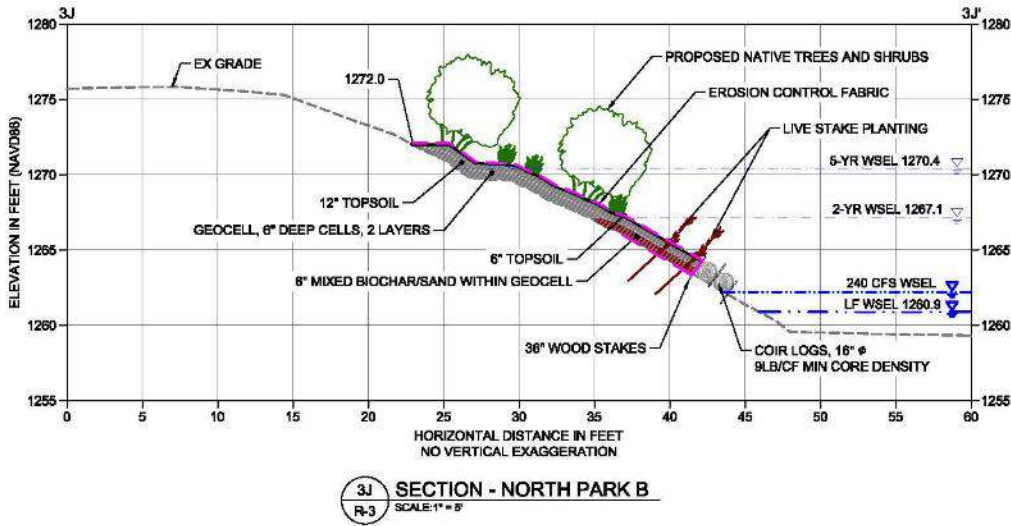 3J
3J'
1280
1280
EX GRADE
PROPOSED NATIVE TREES AND SHRUBS
1272.0
EROSION CONTROL FABRIC
1275
1275
LIVE STAKE PLANTING
5-YR WSEL 1270.4
1270
1270
12" TOPSOIL
2-YR WSEL 1267.1
GEOCELL, 6" DEEP CELLS, 2 LAYERS
1265
1265
6" TOPSOIL
6" MIXED BIOCHAR/SAND WITHIN GEOCELL
240 CFS WSEL
LF WSEL 1260.9
1260
1260
36" WOOD STAKES
COIR LOGS, 16" ϕ
9LB/CF MIN CORE DENSITY
1255
1255
ELEVATION IN FEET (NAVD88)
0 5 10 15 20 25 30 35 40 45 50 55 60
HORIZONTAL DISTANCE IN FEET
NO VERTICAL EXAGGERATION
3J
R-3
SECTION - NORTH PARK B
SCALE: 1" = 5'